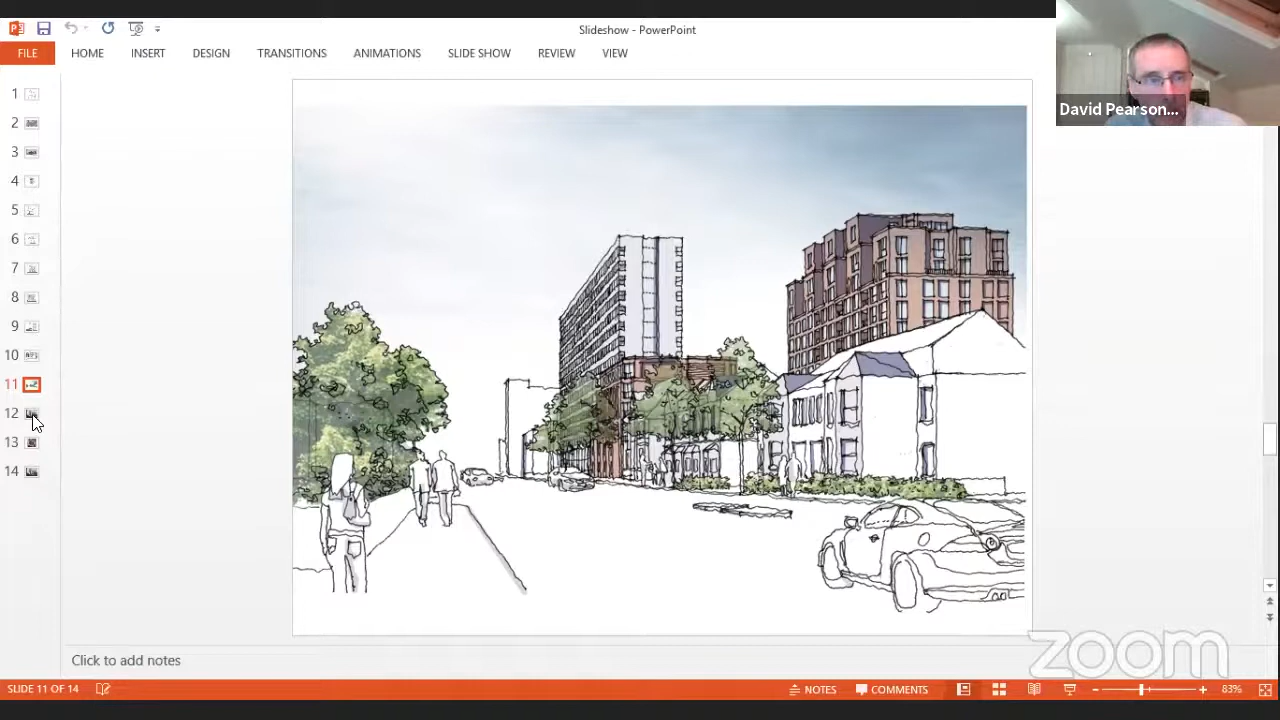 Slideshow - PowerPoint
FILE HOME INSERT DESIGN TRANSITIONS ANIMATIONS SLIDE SHOW REVIEW VIEW
David Pearson...
1
2
3
4
5
6
7
8
9
10
11
12
13
14
Click to add notes
zoom
SLIDE 11 OF 14 NOTES COMMENTS 83%